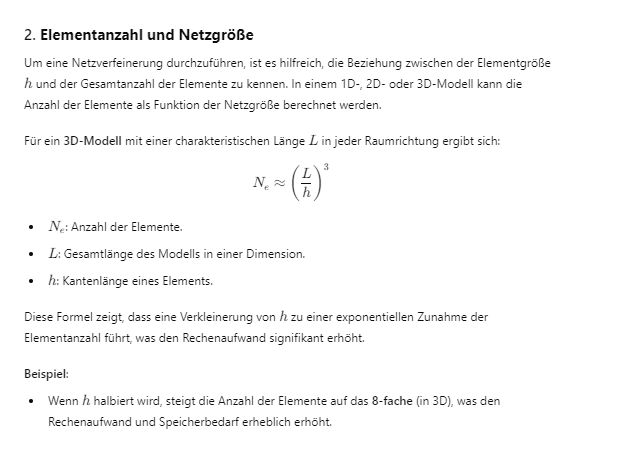 2. Elementanzahl und Netzgröße
Um eine Netzverfeinerung durchzuführen, ist es hilfreich, die Beziehung zwischen der Elementgröße
h und der Gesamtanzahl der Elemente zu kennen. In einem 1D-, 2D- oder 3D-Modell kann die
Anzahl der Elemente als Funktion der Netzgröße berechnet werden.
Für ein 3D-Modell mit einer charakteristischen Länge L in jeder Raumrichtung ergibt sich:
Nₑ ≈ (L/h)³
• Nₑ: Anzahl der Elemente.
• L: Gesamtlänge des Modells in einer Dimension.
• h: Kantenlänge eines Elements.
Diese Formel zeigt, dass eine Verkleinerung von h zu einer exponentiellen Zunahme der
Elementanzahl führt, was den Rechenaufwand signifikant erhöht.
Beispiel:
• Wenn h halbiert wird, steigt die Anzahl der Elemente auf das 8-fache (in 3D), was den
Rechenaufwand und Speicherbedarf erheblich erhöht.